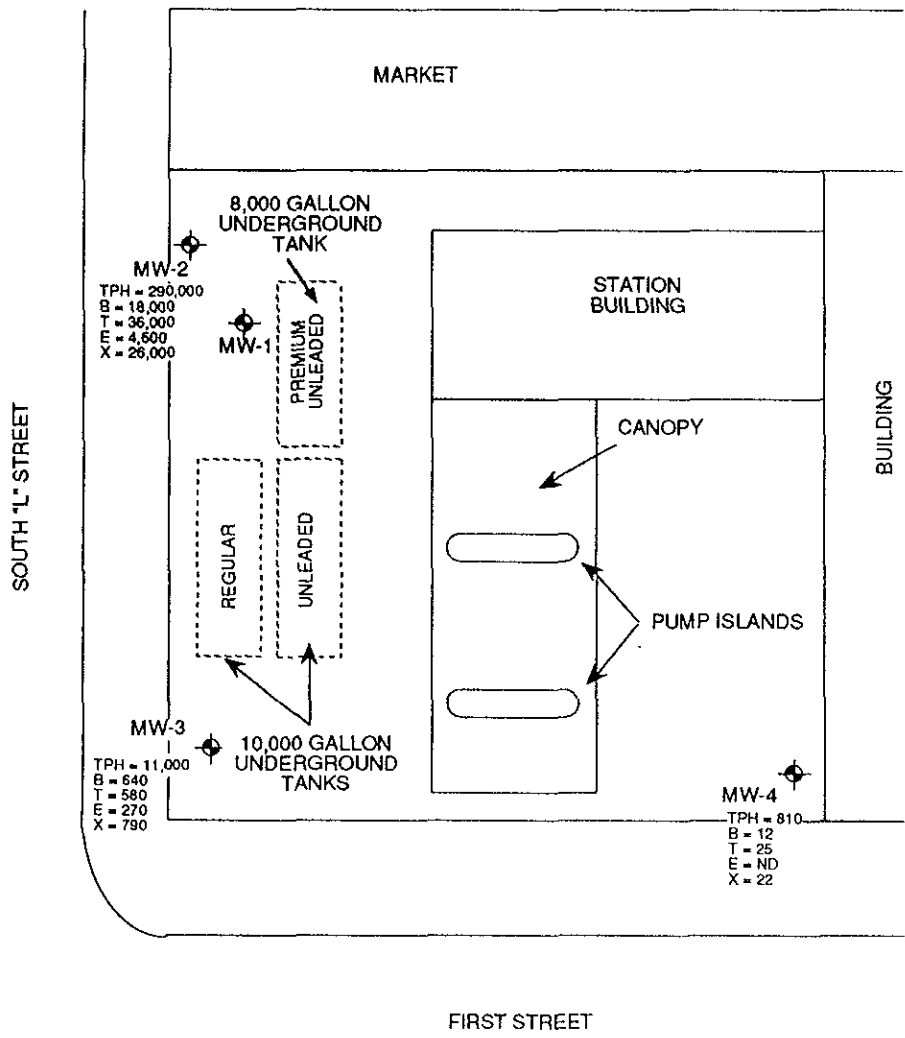 MARKET
8,000 GALLON
UNDERGROUND
TANK
MW-2
TPH = 290,000
B = 18,000
T = 36,000
E = 4,600
X = 26,000
MW-1
PREMIUM
UNLEADED
STATION
BUILDING
CANOPY
BUILDING
SOUTH "L" STREET
REGULAR
UNLEADED
PUMP ISLANDS
MW-3
TPH = 11,000
B = 640
T = 580
E = 270
X = 790
10,000 GALLON
UNDERGROUND
TANKS
MW-4
TPH = 810
B = 12
T = 25
E = ND
X = 22
FIRST STREET